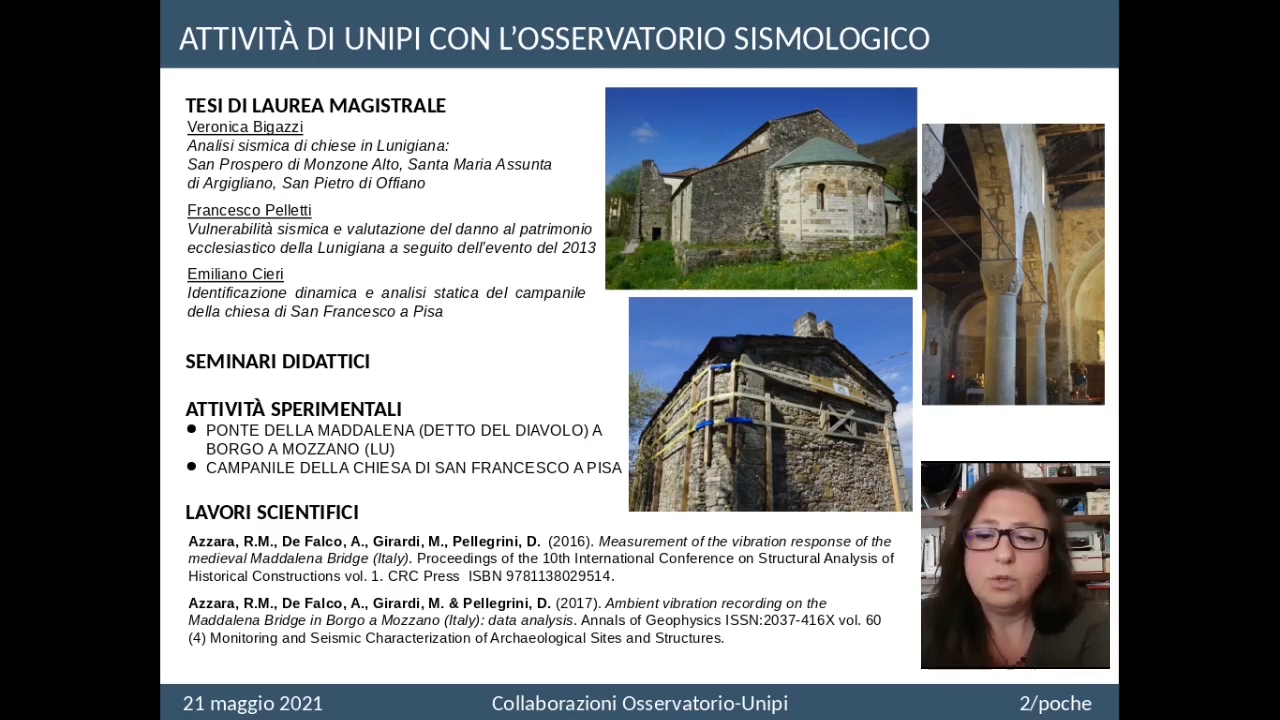 ATTIVITÀ DI UNIPI CON L’OSSERVATORIO SISMOLOGICO
TESI DI LAUREA MAGISTRALE
Veronica Bigazzi
Analisi sismica di chiese in Lunigiana:
San Prospero di Monzone Alto, Santa Maria Assunta
di Argigliano, San Pietro di Offiano
Francesco Pelletti
Vulnerabilità sismica e valutazione del danno al patrimonio
ecclesiastico della Lunigiana a seguito dell'evento del 2013
Emiliano Cieri
Identificazione dinamica e analisi statica del campanile
della chiesa di San Francesco a Pisa
SEMINARI DIDATTICI
ATTIVITÀ SPERIMENTALI
● PONTE DELLA MADDALENA (DETTO DEL DIAVOLO) A
BORGO A MOZZANO (LU)
● CAMPANILE DELLA CHIESA DI SAN FRANCESCO A PISA
LAVORI SCIENTIFICI
Azzara, R.M., De Falco, A., Girardi, M., Pellegrini, D. (2016). Measurement of the vibration response of the
medieval Maddalena Bridge (Italy). Proceedings of the 10th International Conference on Structural Analysis of
Historical Constructions vol. 1. CRC Press ISBN 9781138029514.
Azzara, R.M., De Falco, A., Girardi, M. & Pellegrini, D. (2017). Ambient vibration recording on the
Maddalena Bridge in Borgo a Mozzano (Italy): data analysis. Annals of Geophysics ISSN:2037-416X vol. 60
(4) Monitoring and Seismic Characterization of Archaeological Sites and Structures.
21 maggio 2021
Collaborazioni Osservatorio-Unipi
2/poche